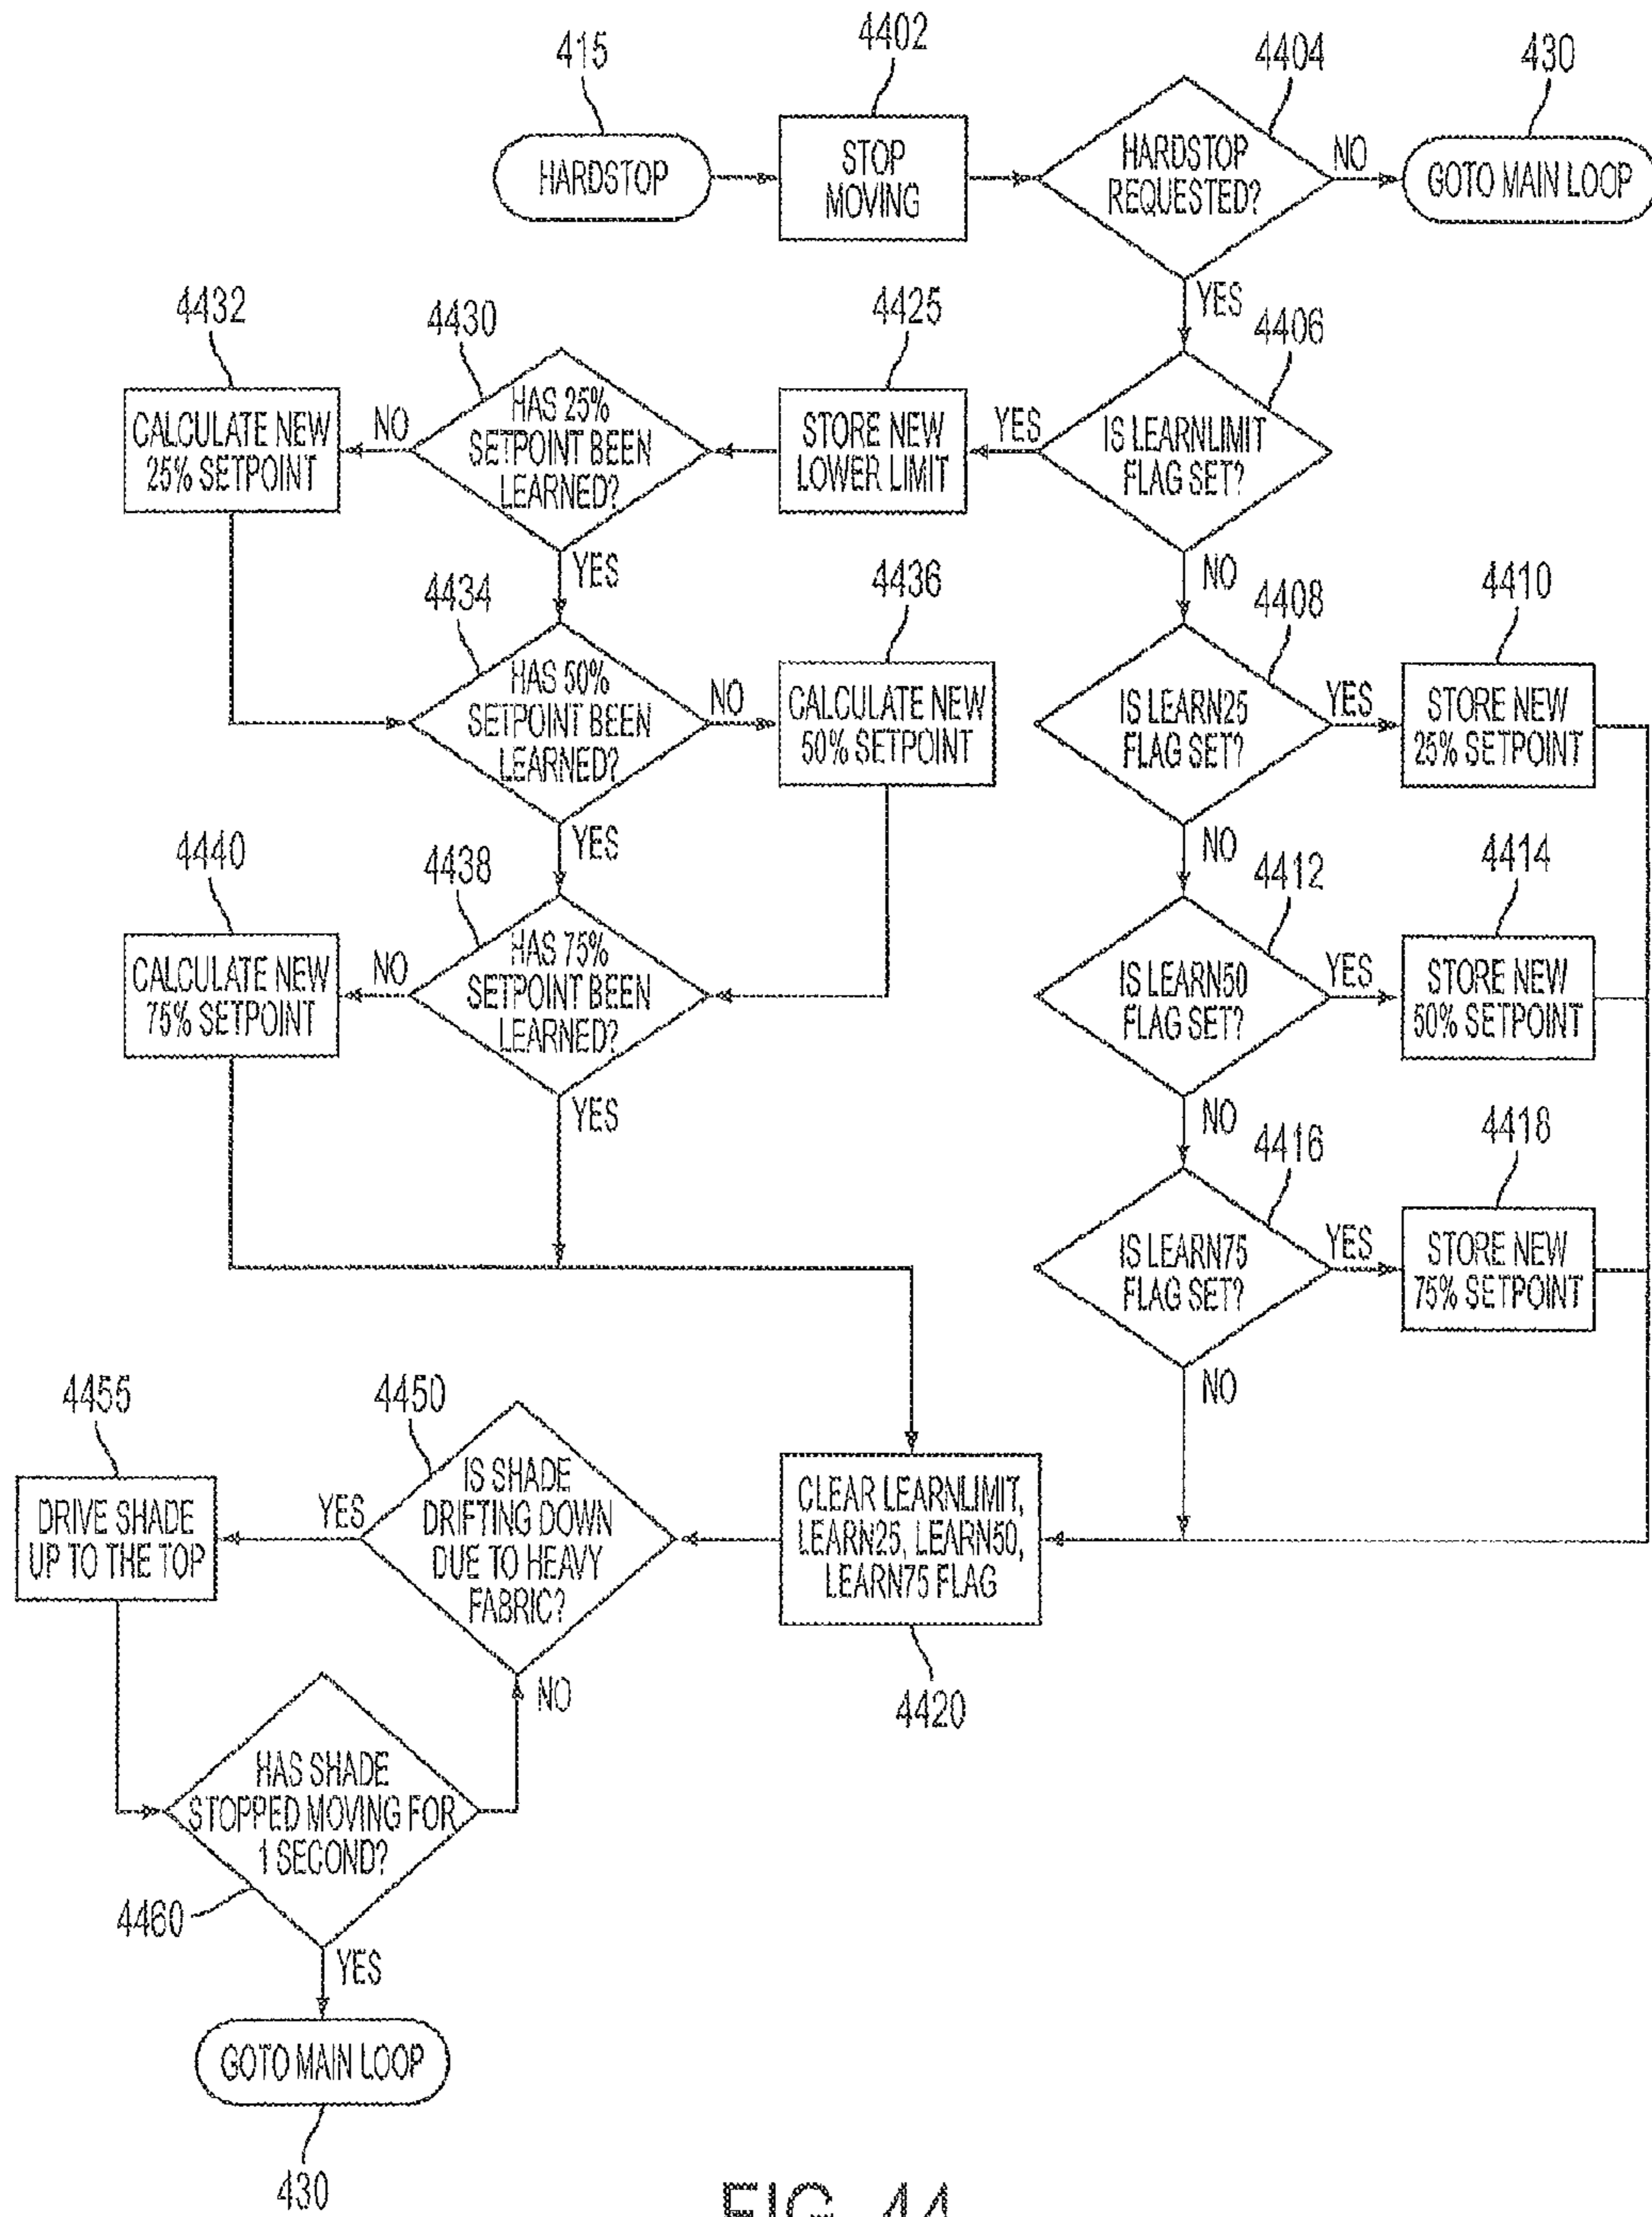 415
4402
4404
430
HARDSTOP
STOP
MOVING
HARDSTOP
REQUESTED?
NO
GOTO MAIN LOOP
YES
4432
4430
4425
4406
CALCULATE NEW
25% SETPOINT
NO
HAS 25%
SETPOINT BEEN
LEARNED?
STORE NEW
LOWER LIMIT
YES
IS LEARNLIMIT
FLAG SET?
YES
NO
4434
4436
4408
4410
HAS 50%
SETPOINT BEEN
LEARNED?
NO
CALCULATE NEW
50% SETPOINT
IS LEARN25
FLAG SET?
YES
STORE NEW
25% SETPOINT
YES
NO
4440
4438
4412
4414
CALCULATE NEW
75% SETPOINT
NO
HAS 75%
SETPOINT BEEN
LEARNED?
IS LEARN50
FLAG SET?
YES
STORE NEW
50% SETPOINT
YES
NO
4416
4418
IS LEARN75
FLAG SET?
YES
STORE NEW
75% SETPOINT
NO
4455
4450
DRIVE SHADE
UP TO THE TOP
YES
IS SHADE
DRIFTING DOWN
DUE TO HEAVY
FABRIC?
CLEAR LEARNLIMIT,
LEARN25, LEARN50,
LEARN75 FLAG
NO
4420
HAS SHADE
STOPPED MOVING FOR
1 SECOND?
4460
YES
GOTO MAIN LOOP
430
FIG. 44